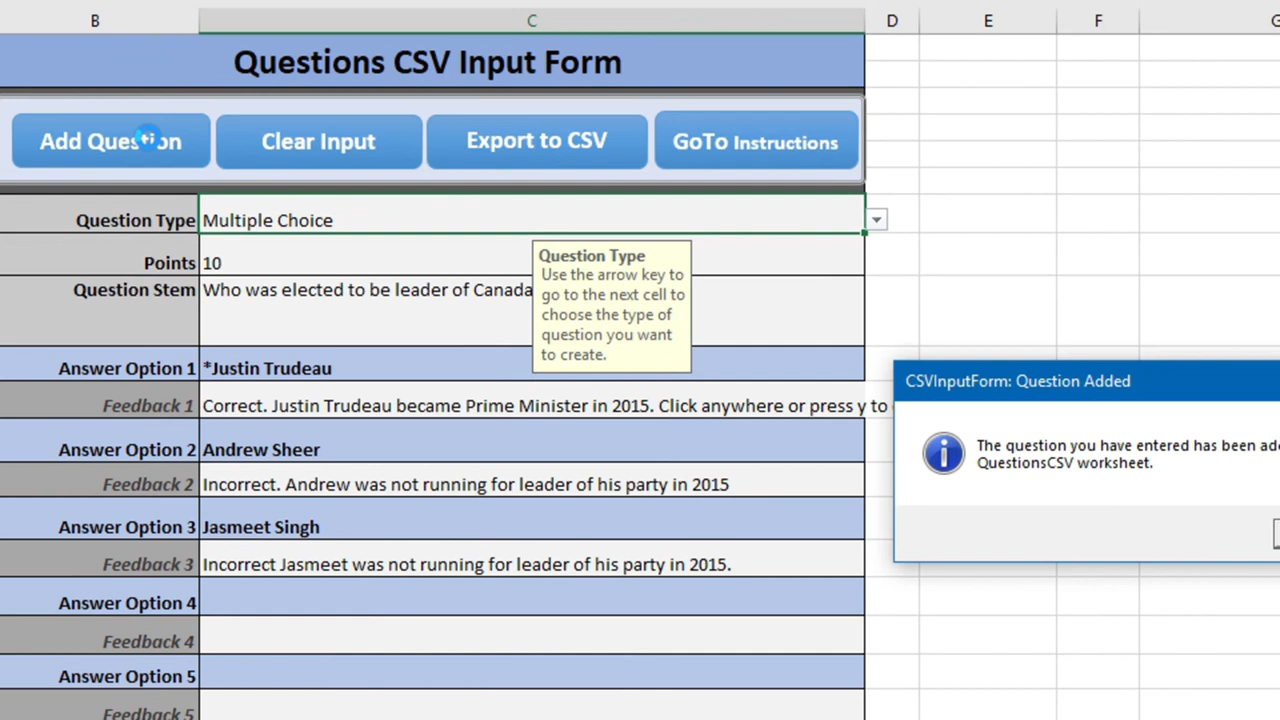 B C D E F G
Questions CSV Input Form
Add Question Clear Input Export to CSV GoTo Instructions
Question Type Multiple Choice
Points 10
Question Stem Who was elected to be leader of Canada
Question Type
Use the arrow key to
go to the next cell to
choose the type of
question you want
to create.
Answer Option 1 *Justin Trudeau
Feedback 1 Correct. Justin Trudeau became Prime Minister in 2015. Click anywhere or press y to
Answer Option 2 Andrew Sheer
Feedback 2 Incorrect. Andrew was not running for leader of his party in 2015
Answer Option 3 Jasmeet Singh
Feedback 3 Incorrect Jasmeet was not running for leader of his party in 2015.
Answer Option 4
Feedback 4
Answer Option 5
Feedback 5
CSVInputForm: Question Added
The question you have entered has been
QuestionsCSV worksheet.